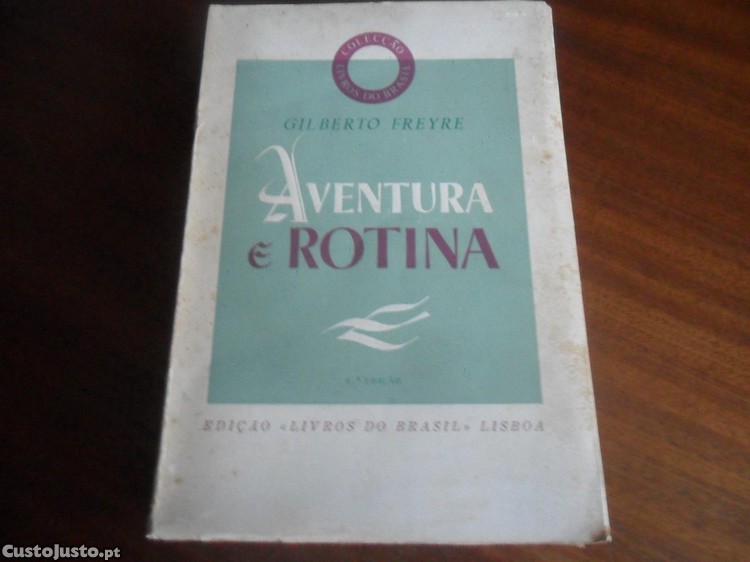 COLECÇÃO
LIVROS DO BRASIL
GILBERTO FREYRE
AVENTURA
E ROTINA
EDIÇÃO «LIVROS DO BRASIL» LISBOA
CustoJusto.pt